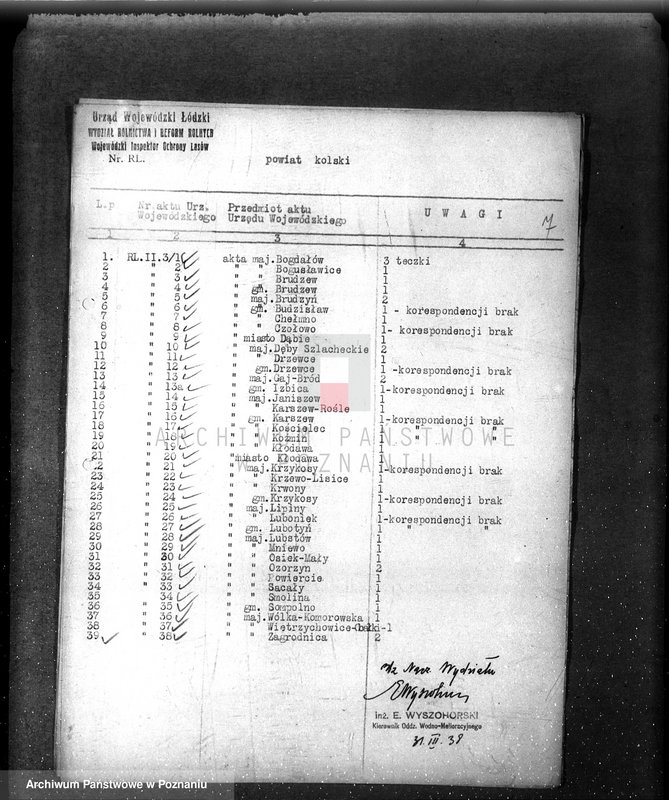 Urząd Wojewódzki Łódzki
WYDZIAŁ ROLNICTWA I REFORM ROLNYCH
Wojewódzki Inspektor Ochrony Lasów
Nr. RL.
powiat kolski
L.p Nr.aktu Urz. Wojewódzkiego Przedmiot aktu Urzędu Wojewódzkiego U W A G I
7
1 2 3 4
1. RL.II.3/1 akta maj.Bogdałów 3 teczki
2 " 2 " " Bogusławice 1
3 " 3 " " Brudzew 1
4 " 4 " gm. Brudzew 1
5 " 5 " maj.Brudzyń 2
6 " 6 " gm. Budzisław 1 - korespondencji brak
7 " 7 " " Chełmno 1
8 " 8 " " Czołowo 1- korespondencji brak
9 " 9 miasto Dąbie 1
10 " 10 " maj.Dęby Szlacheckie 2
11 " 11 " " Drzewce 1
12 " 12 " gm.Drzewce 1 -korespondencji brak
13 " 13 " maj.Gaj-Bród 2
14 " 13a " gm. Izbica 1-korespondencji brak
15 " 14 " maj.Janiszew 1
16 " 15 " " Karszew-Rośle 1
17 " 16 " gm. Karszew 1-korespondencji brak
18 " 17 " " Kościelec 1 " "
19 " 18 " " Koźmin 1
20 " 19 " " Kłodawa 1
21 " 20 miasto Kłodawa 1
22 " 21 " maj.Krzykosy 1-korespondencji brak
23 " 22 " " Krzewo-Lisice 1
24 " 23 " " Krwony 1
25 " 24 " gm.Krzykosy 1-korespondencji brak
26 " 25 " maj.Lipiny 1
27 " 26 " " Luboniek 1-korespondencji brak
28 " 27 " gm. Lubotyń 1 " "
29 " 28 " maj.Lubstów 1
30 " 29 " " Mniewo 1
31 " 30 " " Osiek-Mały 1
32 " 31 " " Ozorzyn 2
33 " 32 " " Powiercie 1
34 " 33 " " Sacały 1
35 " 34 " " Smolina 1
36 " 35 " gm. Sompolno 1
37 " 36 " maj.Wólka-Komorowska 1
38 " 37 " " Wietrzychowice-Obałki-1
39 " 38 " " Zagrodnica 2
Nacz. Wydziału
inż. E. WYSZOHORSKI
Kierownik Oddz. Wodno-Melioracyjnego
31. III. 38
ARCHIWUM PAŃSTWOWE
W POZNANIU
Archiwum Państwowe w Poznaniu